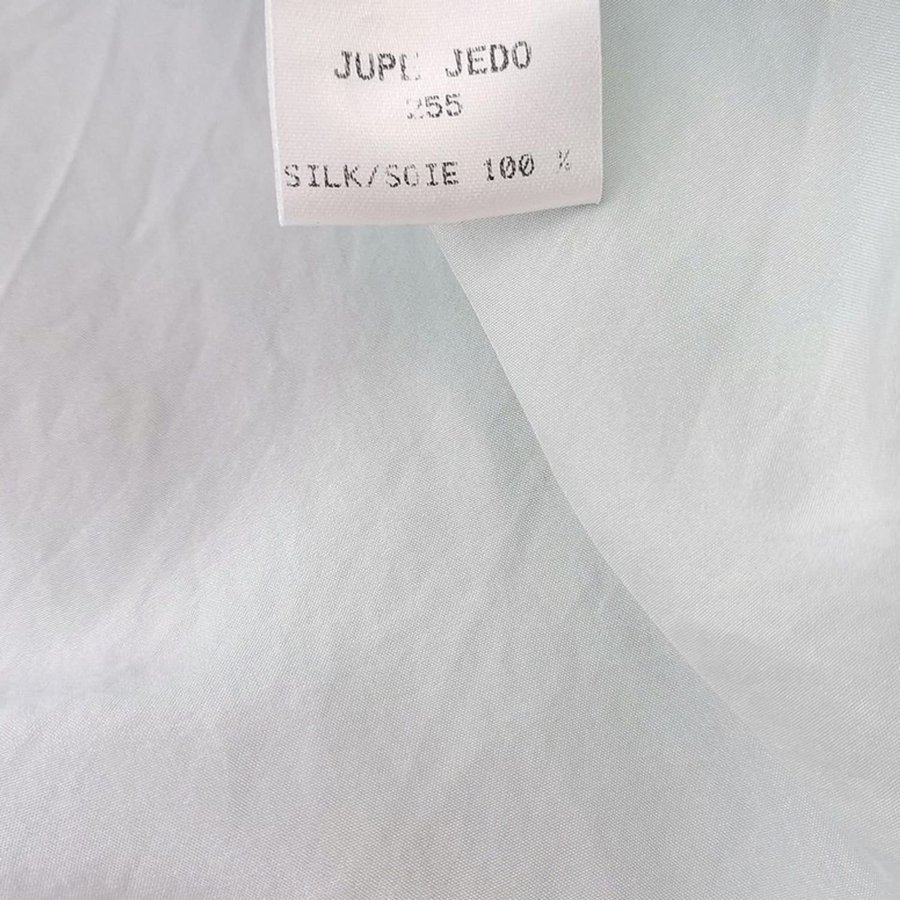 JUPE JEDO
255
SILK/SOIE 100 %